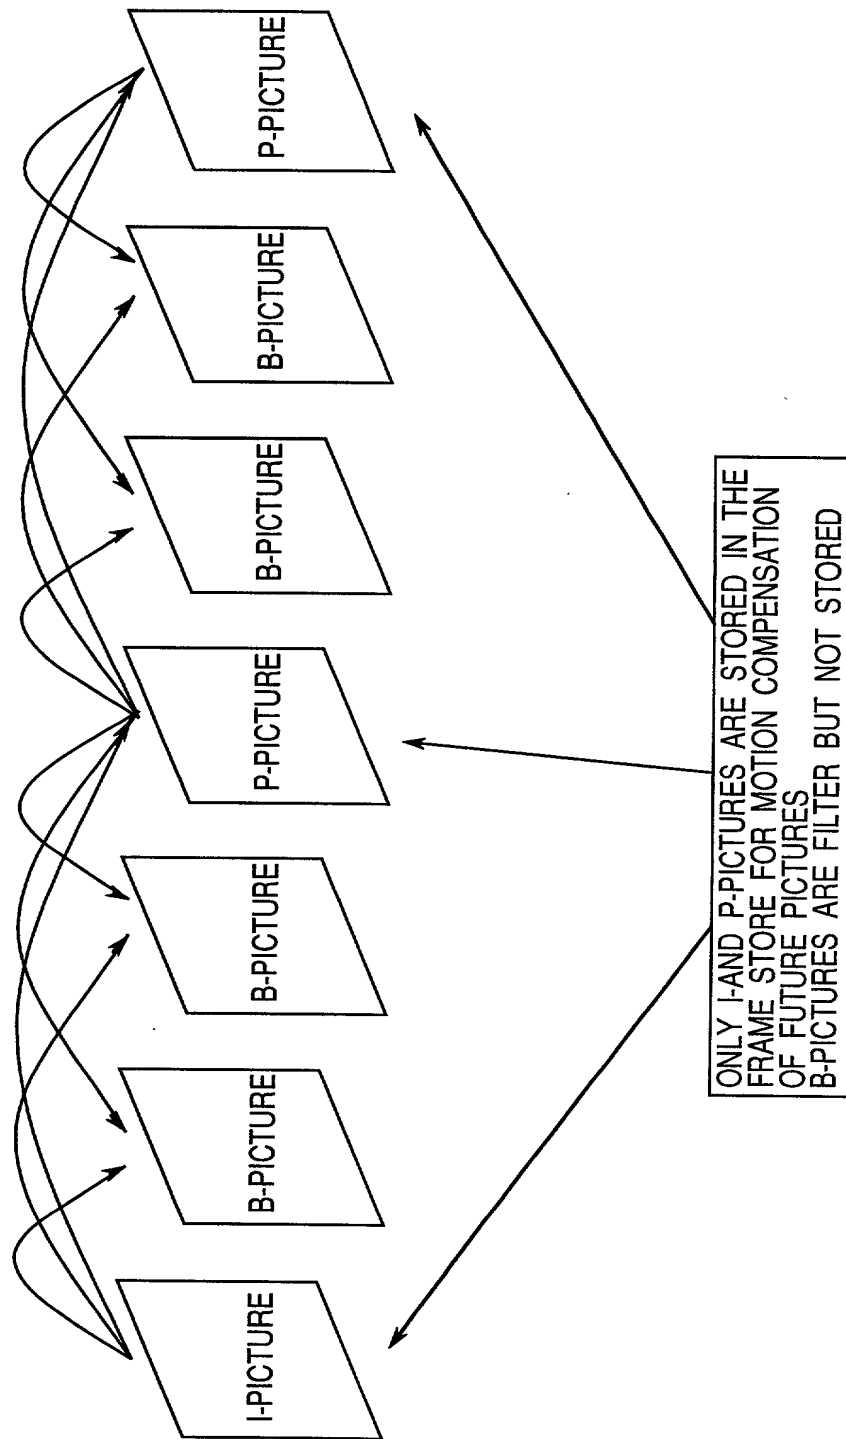 I-PICTURE
B-PICTURE
B-PICTURE
P-PICTURE
B-PICTURE
B-PICTURE
P-PICTURE
ONLY I-AND P-PICTURES ARE STORED IN THE
FRAME STORE FOR MOTION COMPENSATION
OF FUTURE PICTURES
B-PICTURES ARE FILTER BUT NOT STORED